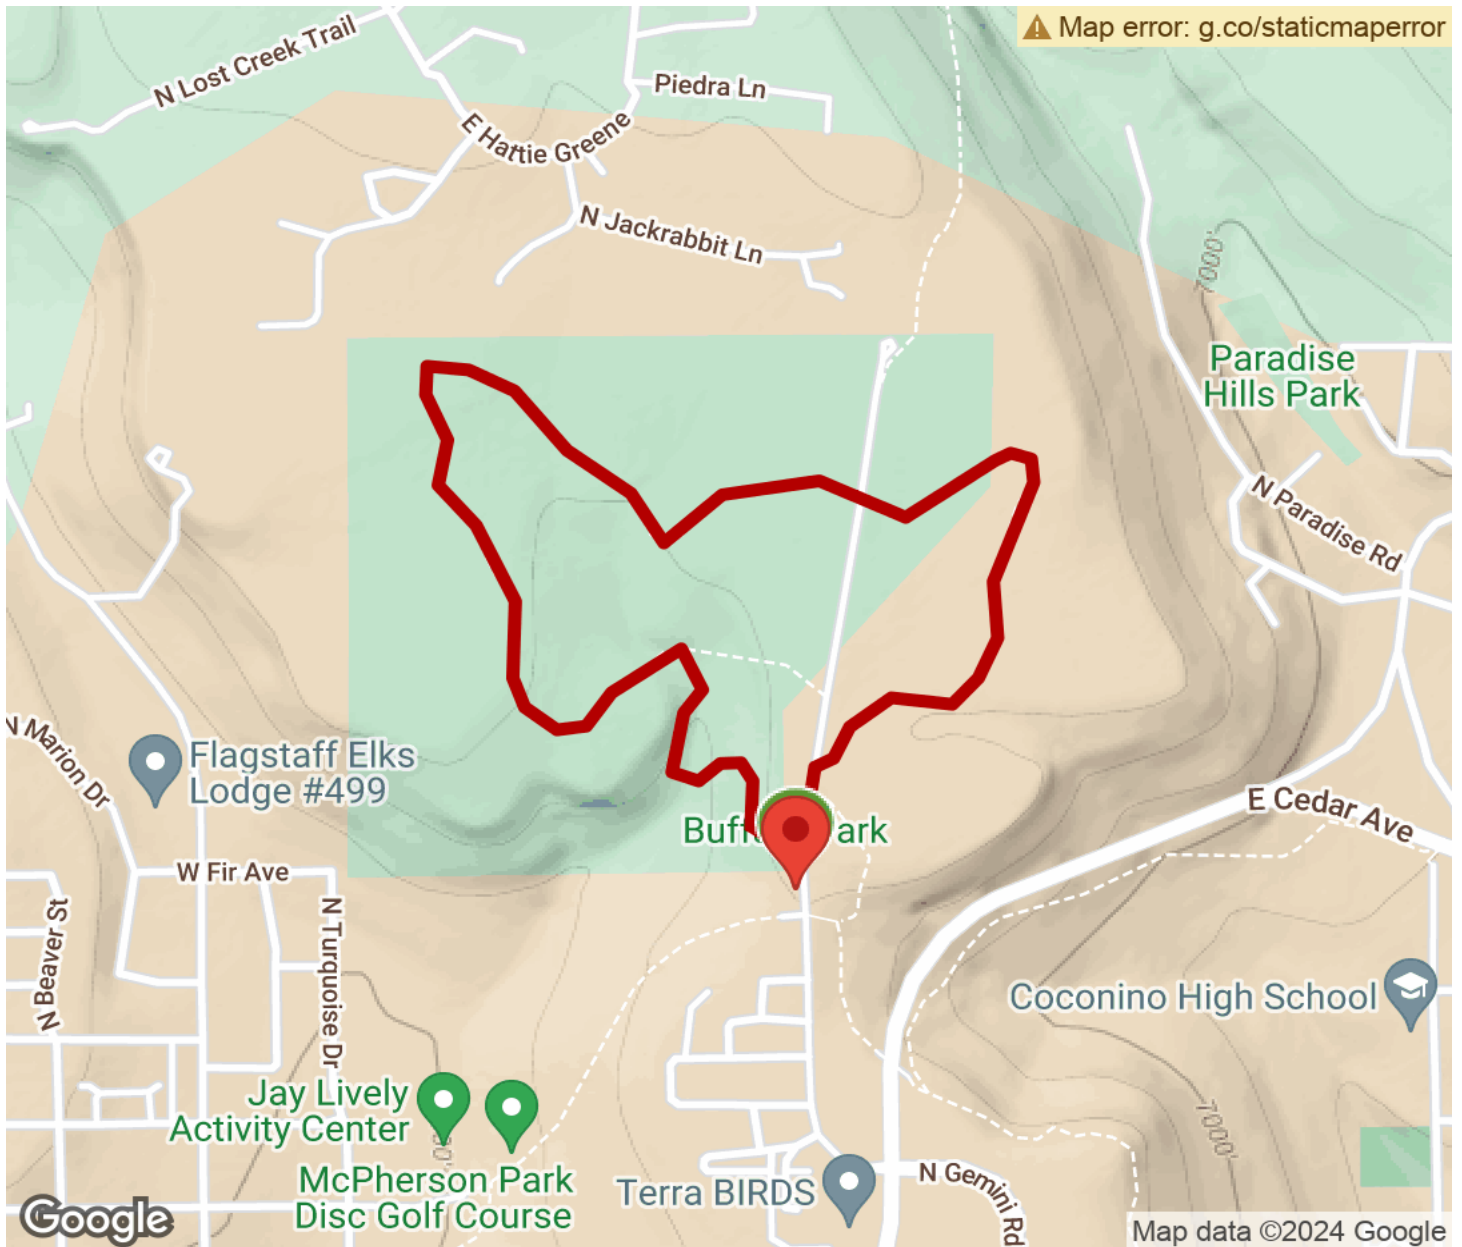 Map error: g.co/staticmaperror
N Lost Creek Trail
Piedra Ln
E Hattie Greene
N Jackrabbit Ln
7000'
Paradise
Hills Park
N Paradise Rd
N Marion Dr
Flagstaff Elks
Lodge #499
E Cedar Ave
W Fir Ave
N Beaver St
N Turquoise Dr
Coconino High School
Jay Lively
Activity Center
McPherson Park
Disc Golf Course
Terra BIRDS
N Gemini Rd
7000'
Google
Map data ©2024 Google